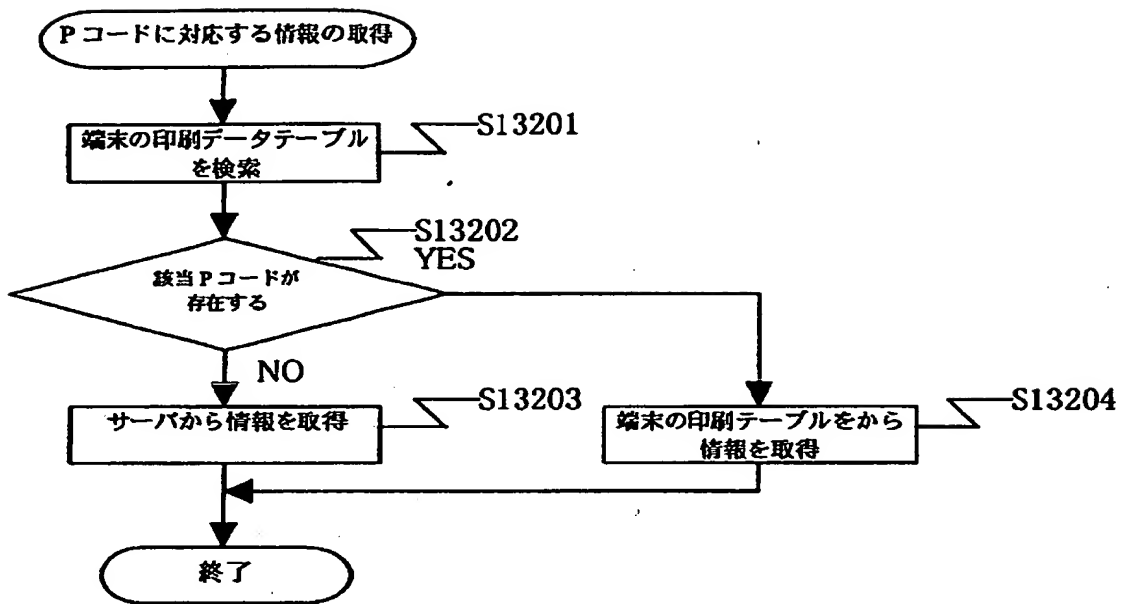 Pコードに対応する情報の取得
端末の印刷データテーブル
を検索
S13201
S13202
YES
該当Pコードが
存在する
NO
サーバから情報を取得
S13203
端末の印刷テーブルをから
情報を取得
S13204
終了